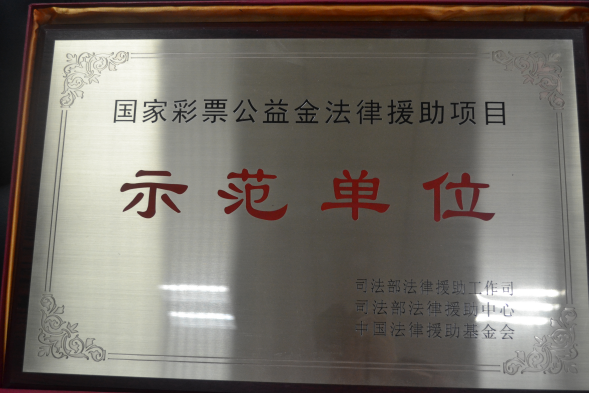 国家彩票公益金法律援助项目
示范单位
司法部法律援助工作司
司法部法律援助中心
中国法律援助基金会